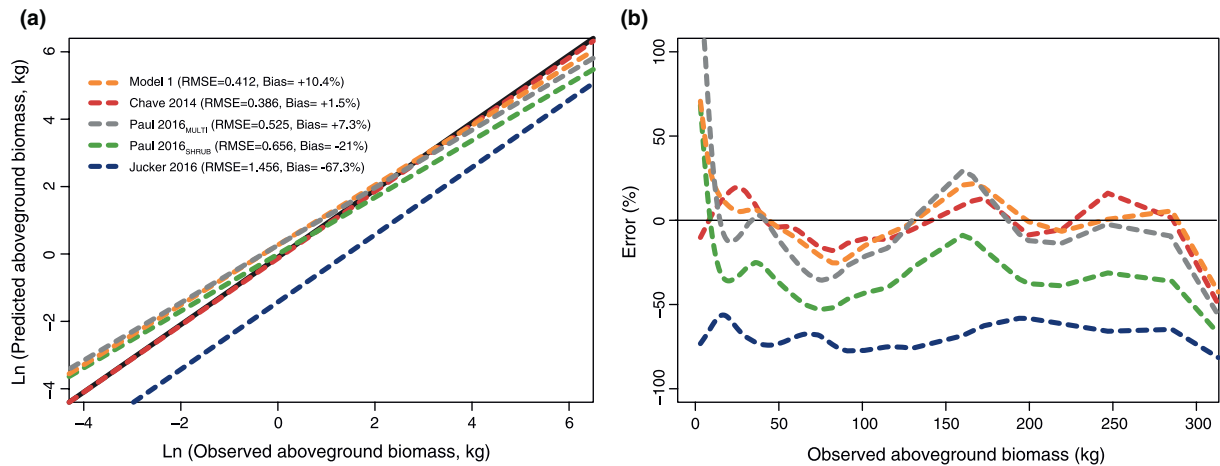 (a)
Ln (Predicted aboveground biomass, kg)
6
4
2
0
−2
−4
Model 1 (RMSE=0.412, Bias= +10.4%)
Chave 2014 (RMSE=0.386, Bias= +1.5%)
Paul 2016MULTI (RMSE=0.525, Bias= +7.3%)
Paul 2016SHRUB (RMSE=0.656, Bias= -21%)
Jucker 2016 (RMSE=1.456, Bias= -67.3%)
−4 −2 0 2 4 6
Ln (Observed aboveground biomass, kg)
(b)
Error (%)
100
50
0
−50
−100
0 50 100 150 200 250 300
Observed aboveground biomass (kg)